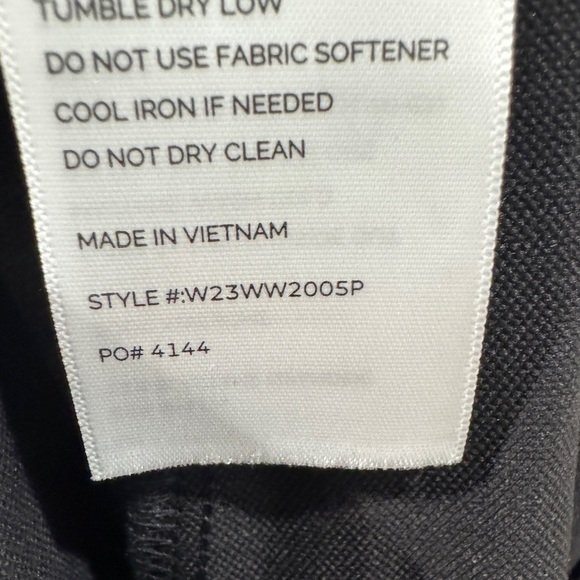 TUMBLE DRY LOW
DO NOT USE FABRIC SOFTENER
COOL IRON IF NEEDED
DO NOT DRY CLEAN
MADE IN VIETNAM
STYLE #:W23WW2005P
PO# 4144